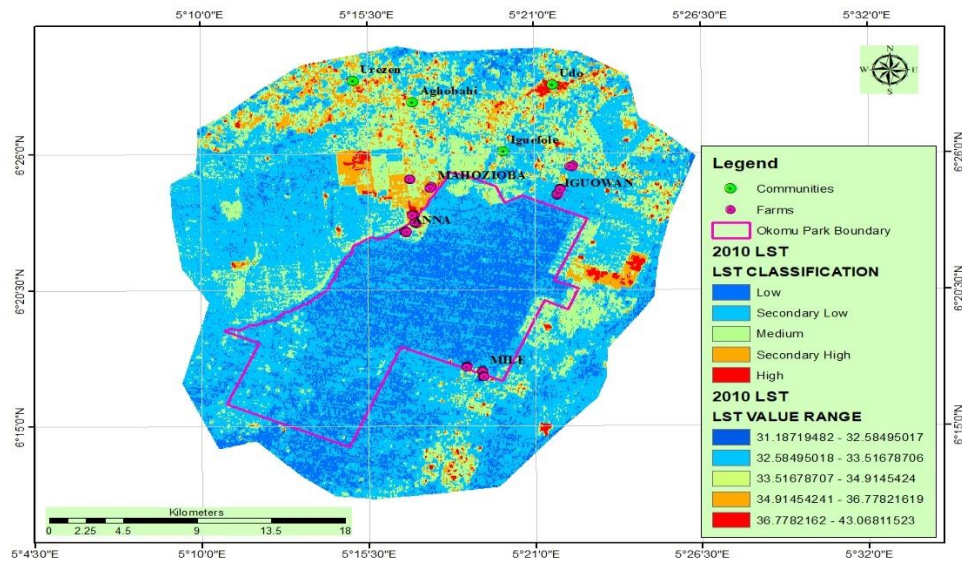 5°10'0"E 5°15'30"E 5°21'0"E 5°26'30"E 5°32'0"E
N
W E
S
Urezen
Udo
Aghobahi
Iguefole
6°26'0"N 6°26'0"N
MAHOZIOBA
IGUOWAN
ANNA
6°20'30"N 6°20'30"N
MILE
6°15'0"N 6°15'0"N
Legend
Communities
Farms
Okomu Park Boundary
2010 LST
LST CLASSIFICATION
Low
Secondary Low
Medium
Secondary High
High
2010 LST
LST VALUE RANGE
31.18719482 - 32.58495017
32.58495018 - 33.51678706
33.51678707 - 34.9145424
34.91454241 - 36.77821619
36.7782162 - 43.06811523
Kilometers
0 2.25 4.5 9 13.5 18
5°4'30"E 5°10'0"E 5°15'30"E 5°21'0"E 5°26'30"E 5°32'0"E